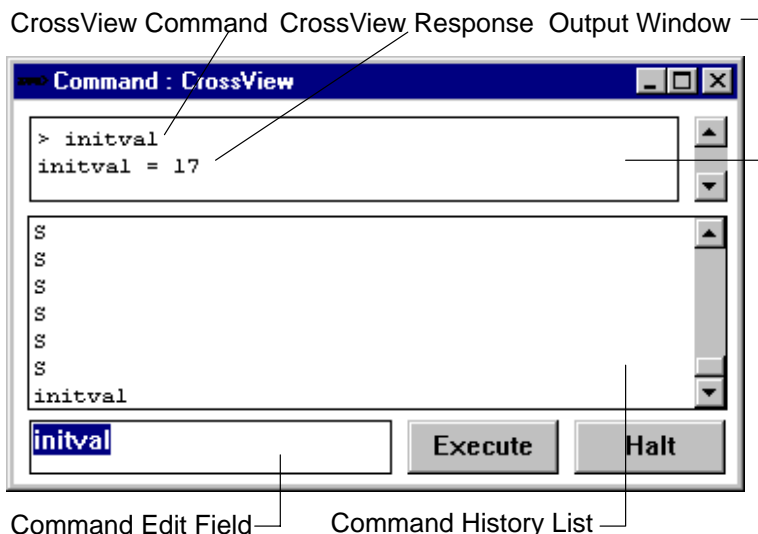 CrossView Command CrossView Response Output Window
Command : CrossView
> initval
initval = 17
S
S
S
S
S
S
initval
initval
Execute Halt
Command Edit Field Command History List